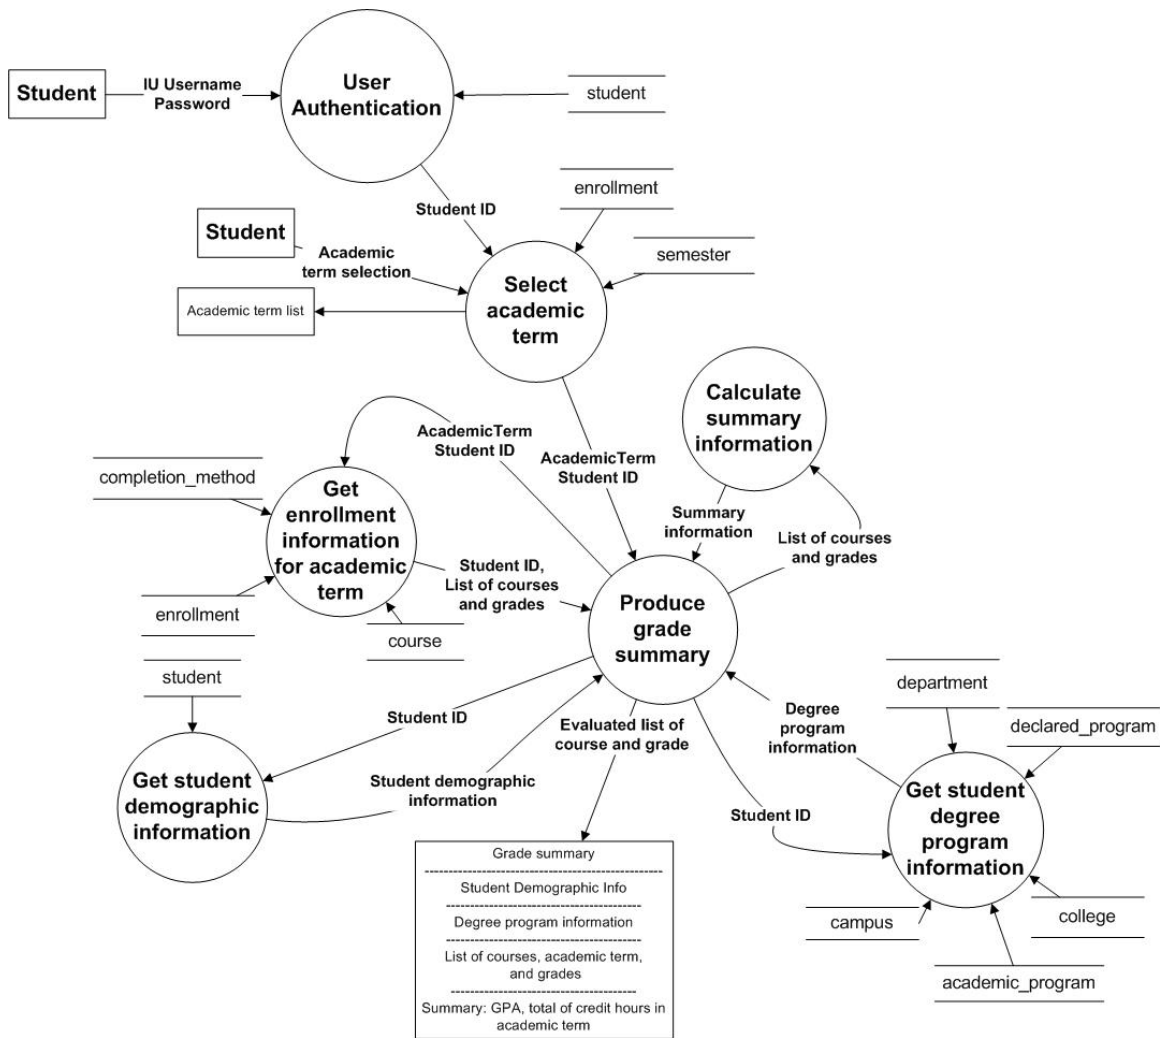 Student
IU Username
Password
User
Authentication
student
Student ID
enrollment
Student
Academic
term selection
semester
Select
academic
term
Academic term list
Calculate
summary
information
AcademicTerm
Student ID
AcademicTerm
Student ID
completion_method
Get
enrollment
information
for academic
term
Summary
information
List of courses
and grades
Student ID,
List of courses
and grades
enrollment
course
Produce
grade
summary
student
department
declared_program
Student ID
Evaluated list of
course and grade
Degree
program
information
Get student
demographic
information
Student demographic
information
Student ID
Get student
degree
program
information
Grade summary
Student Demographic Info
Degree program information
List of courses, academic term,
and grades
Summary: GPA, total of credit hours in
academic term
campus
college
academic_program